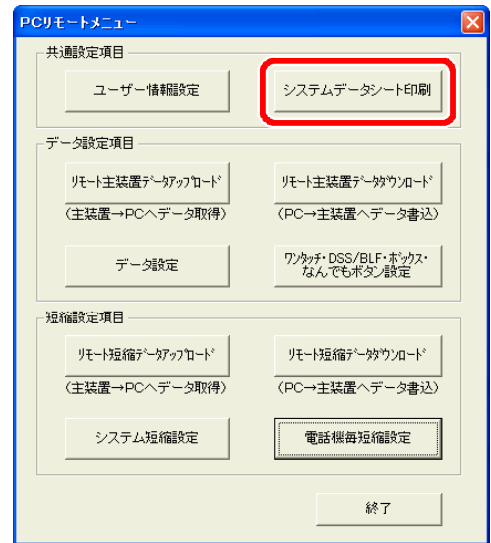 PCリモートメニュー
共通設定項目
ユーザー情報設定
システムデータシート印刷
データ設定項目
ﾘﾓｰﾄ主装置ﾃﾞｰﾀｱｯﾌﾟﾛｰﾄﾞ
ﾘﾓｰﾄ主装置ﾃﾞｰﾀﾀﾞｳﾝﾛｰﾄﾞ
(主装置→PCへデータ取得)
(PC→主装置へデータ書込)
データ設定
ﾜﾝﾀｯﾁ・DSS/BLF・ﾎﾞｯｸｽ・
なんでもボタン設定
短縮設定項目
ﾘﾓｰﾄ短縮ﾃﾞｰﾀｱｯﾌﾟﾛｰﾄﾞ
ﾘﾓｰﾄ短縮ﾃﾞｰﾀﾀﾞｳﾝﾛｰﾄﾞ
(主装置→PCへデータ取得)
(PC→主装置へデータ書込)
システム短縮設定
電話機毎短縮設定
終了